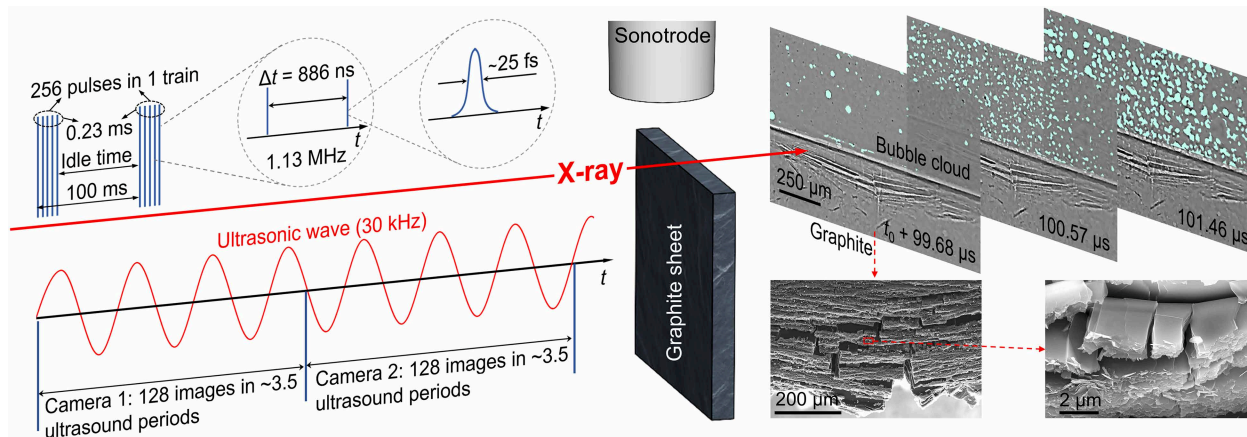 256 pulses in 1 train
0.23 ms
Idle time
100 ms
Δt = 886 ns
t
1.13 MHz
~25 fs
t
Sonotrode
X-ray
Ultrasonic wave (30 kHz)
t
Camera 1: 128 images in ~3.5
ultrasound periods
Camera 2: 128 images in ~3.5
ultrasound periods
Graphite sheet
Bubble cloud
250 µm
Graphite
t₀ + 99.68 µs
100.57 µs
101.46 µs
200 µm
2 µm